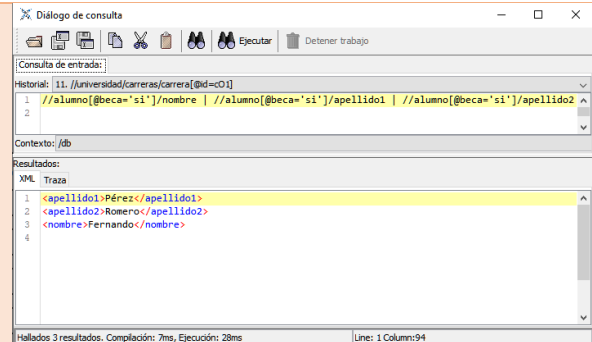 Diálogo de consulta
Ejecutar Detener trabajo
Consulta de entrada:
Historial: 11. //universidad/carreras/carrera[@id=cO1]
1 //alumno[@beca='si']/nombre | //alumno[@beca='si']/apellido1 | //alumno[@beca='si']/apellido2
2
Contexto: /db
Resultados:
XML Traza
1 <apellido1>Pérez</apellido1>
2 <apellido2>Romero</apellido2>
3 <nombre>Fernando</nombre>
4
Hallados 3 resultados. Compilación: 7ms, Ejecución: 28ms Line: 1 Column:94